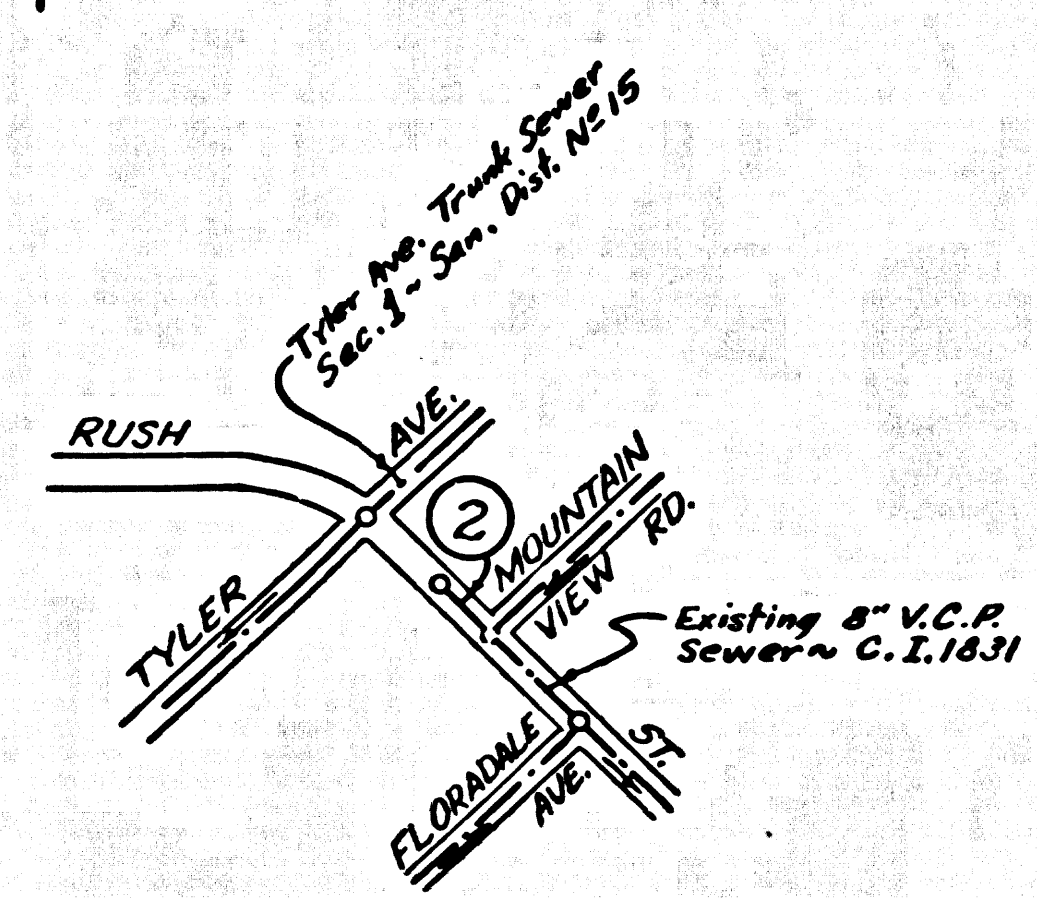 Tyler Ave. Trunk Sewer
Sec. 1 ~ San. Dist. Nº 15
RUSH
AVE.
2
MOUNTAIN
VIEW RD.
TYLER
Existing 8" V.C.P.
Sewer ~ C.I. 1831
FLORADALE
AVE.
ST.